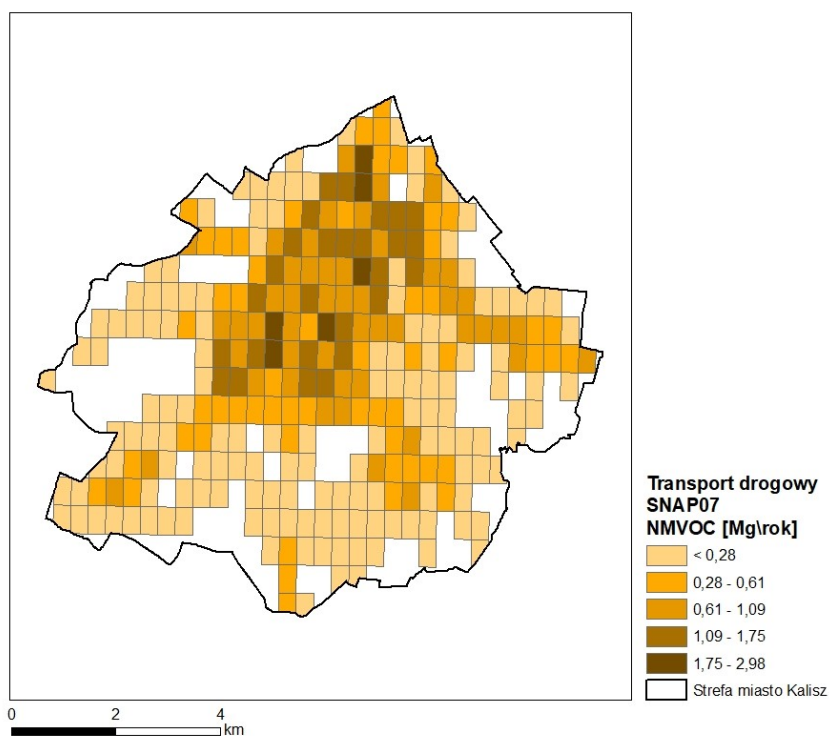 Transport drogowy
SNAP07
NMVOC [Mg\rok]
< 0,28
0,28 - 0,61
0,61 - 1,09
1,09 - 1,75
1,75 - 2,98
Strefa miasto Kalisz
0 2 4
km